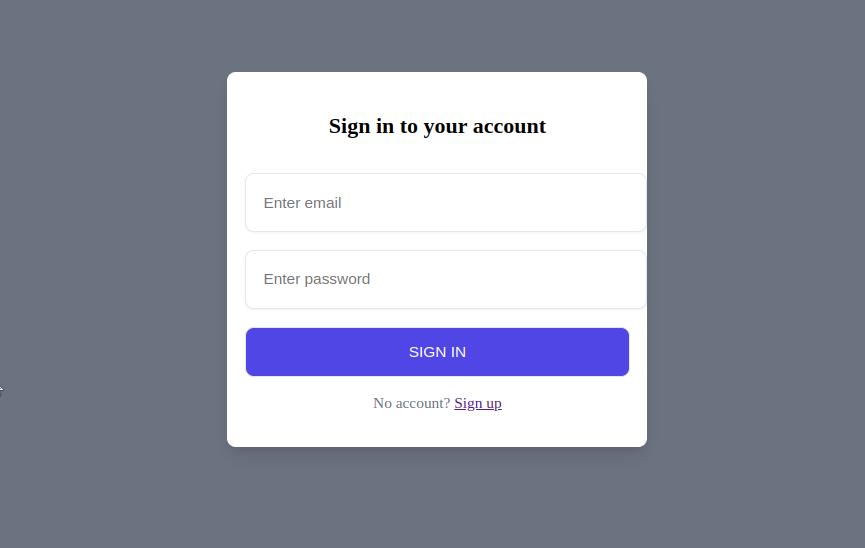 Sign in to your account
Enter email
Enter password
SIGN IN
No account? Sign up